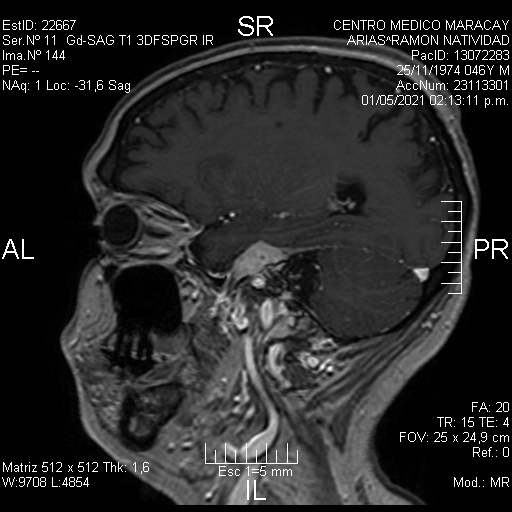 EstID: 22667
Ser.Nº 11 Gd-SAG T1 3DFSPGR IR
Ima.Nº 144
PE= --
NAq: 1 Loc: -31,6 Sag
SR
CENTRO MEDICO MARACAY
ARIAS^RAMON NATIVIDAD
PacID: 13072283
25/11/1974 046Y M
AccNum: 23113301
01/05/2021 02:13:11 p.m.
AL
PR
FA: 20
TR: 15 TE: 4
FOV: 25 x 24,9 cm
Ref.: 0
Mod.: MR
Matriz 512 x 512 Thk: 1,6
W:9708 L:4854
Esc 1=5 mm
IL